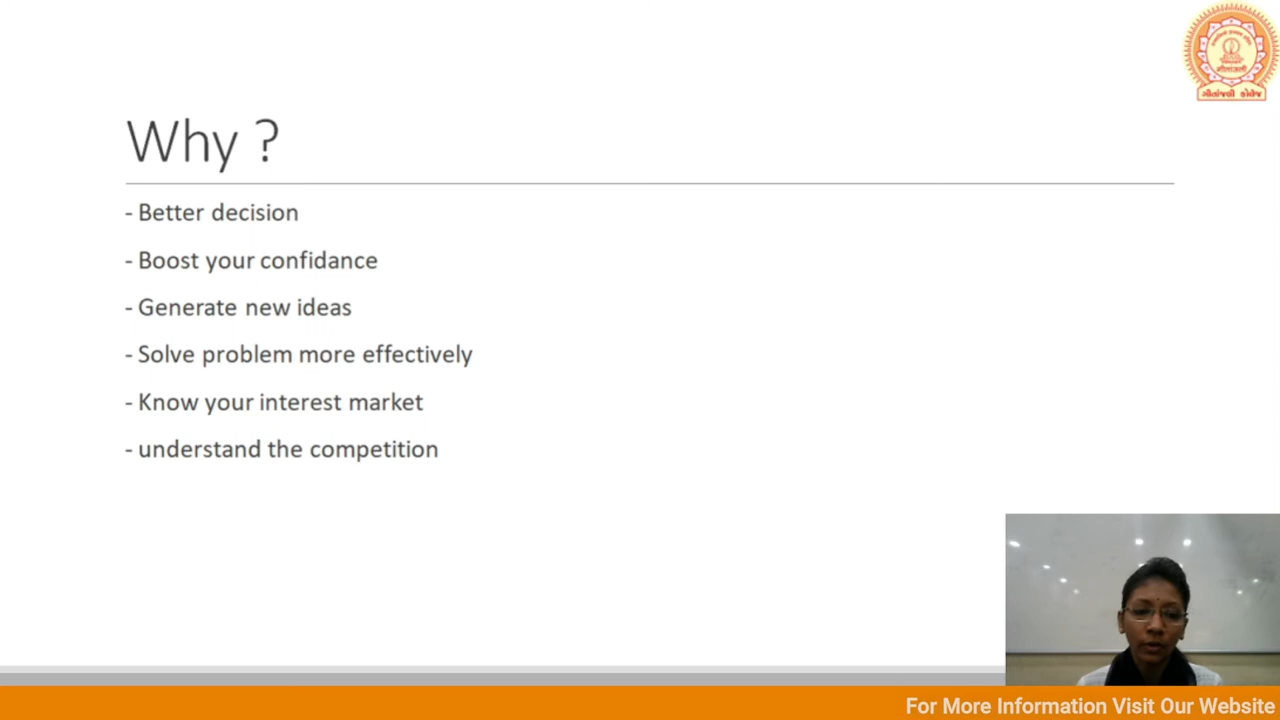 ગીતાંજલી કોલેજ
Why ?
- Better decision
- Boost your confidance
- Generate new ideas
- Solve problem more effectively
- Know your interest market
- understand the competition
For More Information Visit Our Website